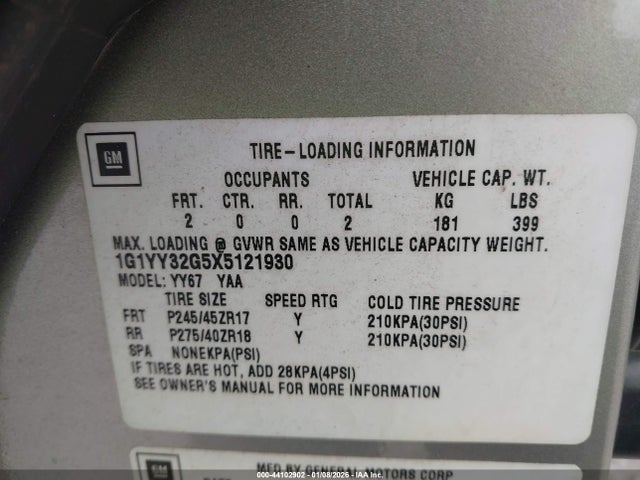 GM
TIRE-LOADING INFORMATION
OCCUPANTS VEHICLE CAP. WT.
FRT. CTR. RR. TOTAL KG LBS
2 0 0 2 181 399
MAX. LOADING @ GVWR SAME AS VEHICLE CAPACITY WEIGHT.
1G1YY32G5X5121930
MODEL: YY67 YAA
TIRE SIZE SPEED RTG COLD TIRE PRESSURE
FRT P245/45ZR17 Y 210KPA(30PSI)
RR P275/40ZR18 Y 210KPA(30PSI)
SPA NONEKPA(PSI)
IF TIRES ARE HOT, ADD 28KPA(4PSI)
SEE OWNER'S MANUAL FOR MORE INFORMATION
GM
MFD BY GENERAL MOTORS CORP
000-44102902 - 01/08/2026 - © IAA Inc.